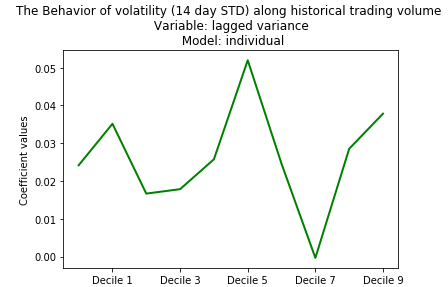 The Behavior of volatility (14 day STD) along historical trading volume
Variable: lagged variance
Model: individual
0.05
0.04
0.03
0.02
0.01
0.00
Coefficient values
Decile 1
Decile 3
Decile 5
Decile 7
Decile 9